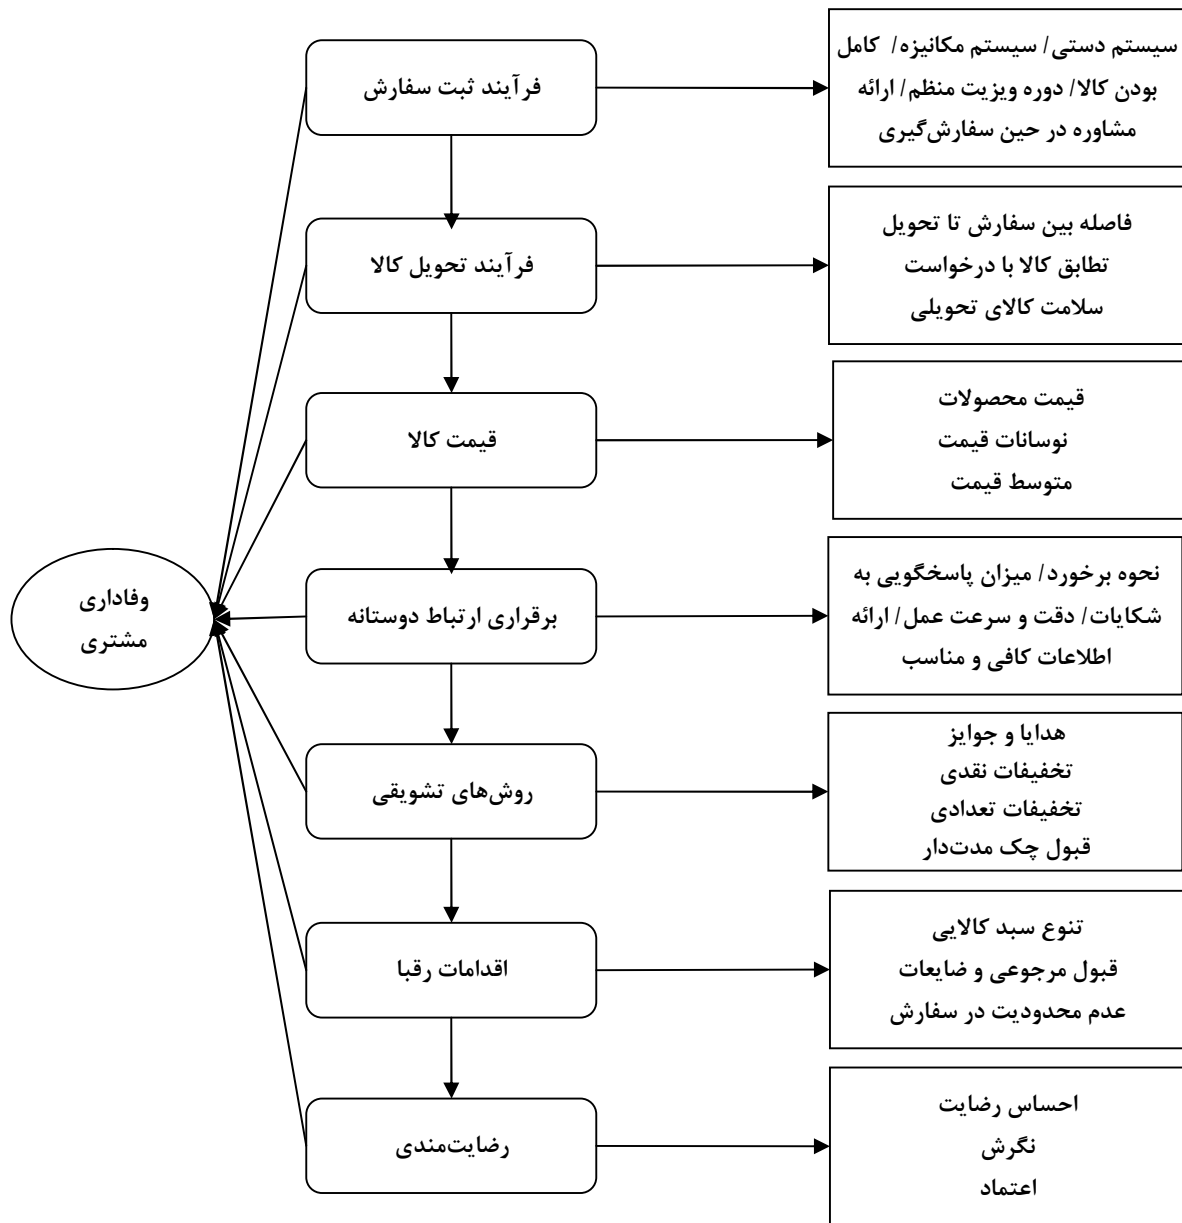 فرآیند ثبت سفارش
سیستم دستی/ سیستم مکانیزه/ کامل
بودن کالا/ دوره ویزیت منظم/ ارائه
مشاوره در حین سفارش‌گیری
فرآیند تحویل کالا
فاصله بین سفارش تا تحویل
تطابق کالا با درخواست
سلامت کالای تحویلی
قیمت کالا
قیمت محصولات
نوسانات قیمت
متوسط قیمت
وفاداری
مشتری
برقراری ارتباط دوستانه
نحوه برخورد/ میزان پاسخگویی به
شکایات/ دقت و سرعت عمل/ ارائه
اطلاعات کافی و مناسب
روش‌های تشویقی
هدایا و جوایز
تخفیفات نقدی
تخفیفات تعدادی
قبول چک مدت‌دار
اقدامات رقبا
تنوع سبد کالایی
قبول مرجوعی و ضایعات
عدم محدودیت در سفارش
رضایت‌مندی
احساس رضایت
نگرش
اعتماد